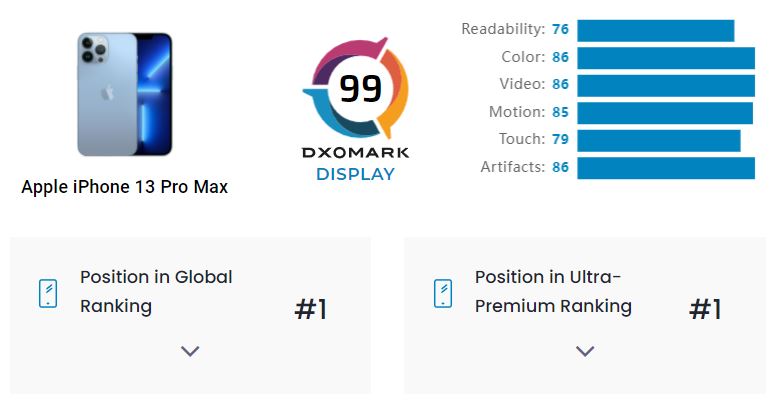 Apple iPhone 13 Pro Max
99
DXOMARK
DISPLAY
Readability: 76
Color: 86
Video: 86
Motion: 85
Touch: 79
Artifacts: 86
Position in Global
Ranking
#1
Position in Ultra-
Premium Ranking
#1